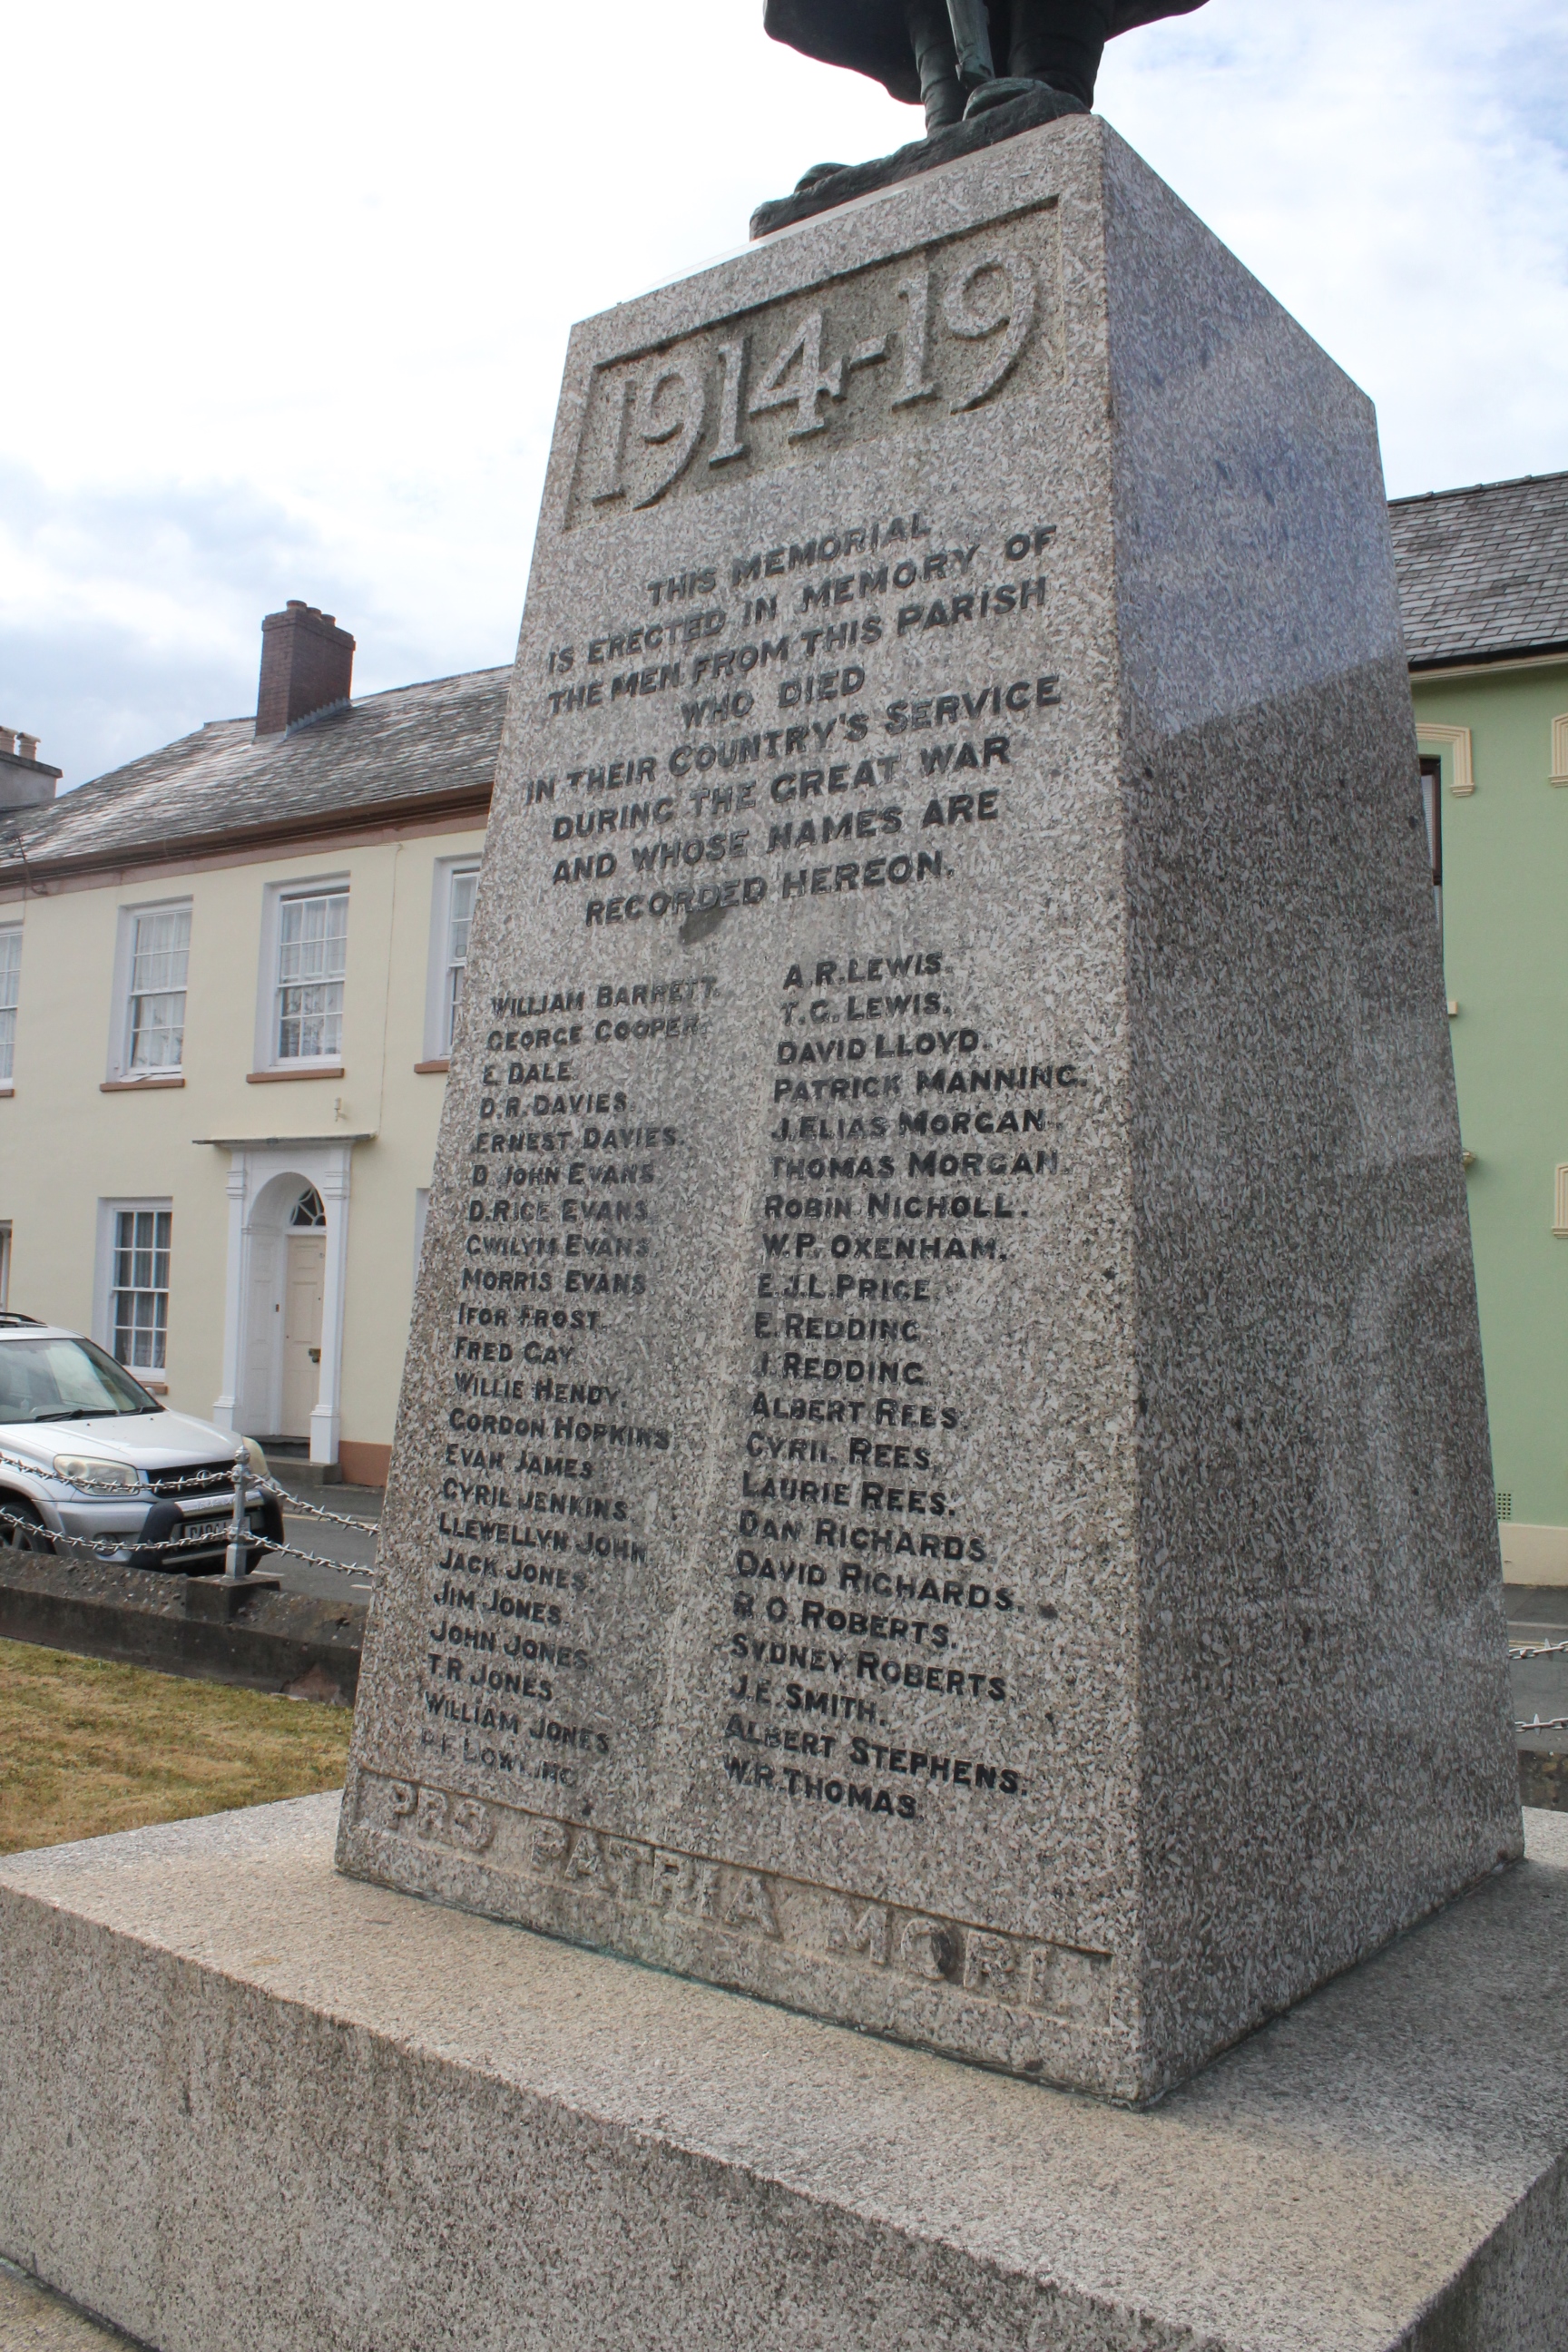 1914-19
THIS MEMORIAL
IS ERECTED IN MEMORY OF
THE MEN FROM THIS PARISH
WHO DIED
IN THEIR COUNTRY'S SERVICE
DURING THE GREAT WAR
AND WHOSE NAMES ARE
RECORDED HEREON.
WILLIAM BARRETT.
GEORGE COOPER.
E. DALE.
D.R. DAVIES.
ERNEST DAVIES.
D. JOHN EVANS
D. RICE EVANS.
GWILYM EVANS.
MORRIS EVANS
IFOR FROST.
FRED GAY.
WILLIE HENDY.
GORDON HOPKINS
EVAN JAMES
CYRIL JENKINS
LLEWELLYN JOHN
JACK JONES.
JIM JONES.
JOHN JONES.
T.R. JONES
WILLIAM JONES
A.R. LEWIS.
T.G. LEWIS.
DAVID LLOYD.
PATRICK MANNING.
J. ELIAS MORGAN.
THOMAS MORGAN.
ROBIN NICHOLL.
W.P. OXENHAM.
E.J.L. PRICE
E. REDDING
I. REDDING
ALBERT REES.
CYRIL REES.
LAURIE REES.
DAN RICHARDS
DAVID RICHARDS.
R.O. ROBERTS.
SYDNEY ROBERTS
J.E. SMITH.
ALBERT STEPHENS.
W.R. THOMAS.
PRO PATRIA MORI